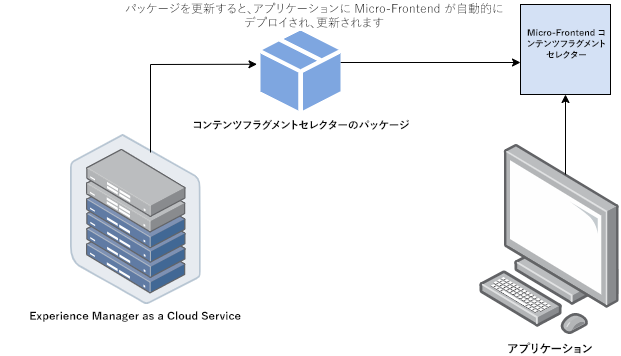 パッケージを更新すると、アプリケーションに Micro-Frontend が自動的に
デプロイされ、更新されます
Micro-Frontend コ
ンテンツフラグメント
セレクター
コンテンツフラグメントセレクターのパッケージ
Experience Manager as a Cloud Service
アプリケーション